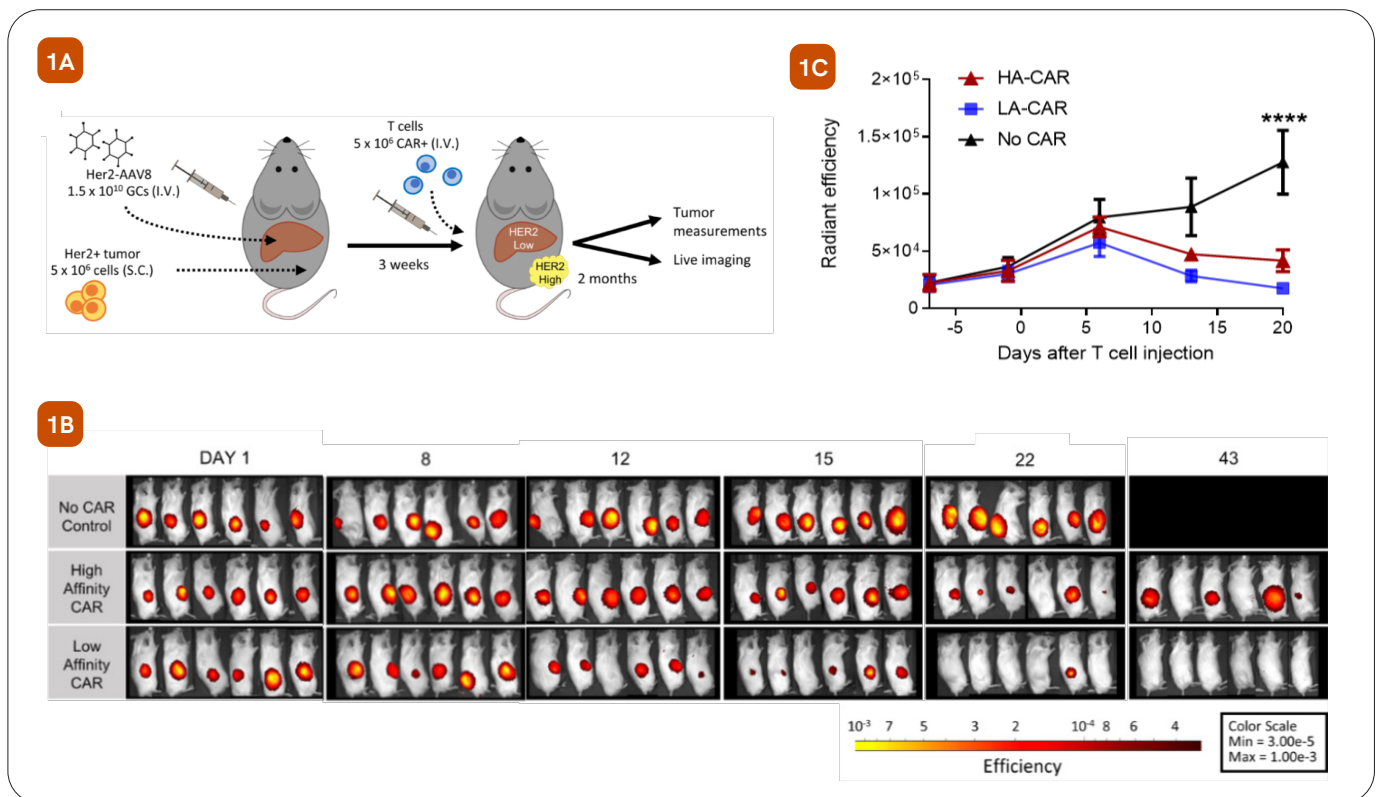 1A
Her2-AAV8
1.5 x 10¹⁰ GCs (I.V.)
Her2+ tumor
5 x 10⁶ cells (S.C.)
3 weeks
T cells
5 x 10⁶ CAR+ (I.V.)
HER2
Low
HER2
High
Tumor
measurements
Live imaging
2 months
1C
HA-CAR
LA-CAR
No CAR
****
Radiant efficiency
2×10⁵
1.5×10⁵
1×10⁵
5×10⁴
0
-5 0 5 10 15 20
Days after T cell injection
1B
DAY 1 8 12 15 22 43
No CAR
Control
High
Affinity
CAR
Low
Affinity
CAR
10⁻³ 7 5 3 2 10⁻⁴ 8 6 4
Efficiency
Color Scale
Min = 3.00e-5
Max = 1.00e-3